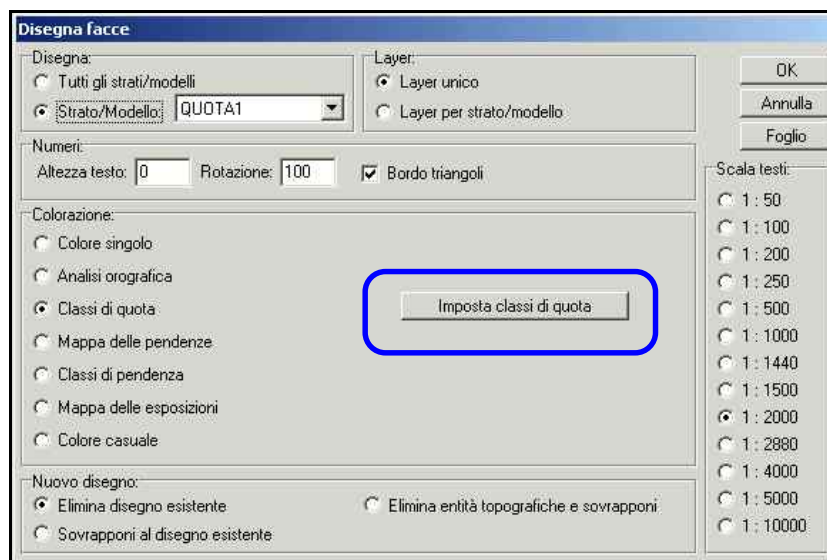 Disegna facce
Disegna:
Tutti gli strati/modelli
Strato/Modello: QUOTA1
Layer:
Layer unico
Layer per strato/modello
OK
Annulla
Foglio
Numeri:
Altezza testo: 0 Rotazione: 100 Bordo triangoli
Colorazione:
Colore singolo
Analisi orografica
Classi di quota
Mappa delle pendenze
Classi di pendenza
Mappa delle esposizioni
Colore casuale
Imposta classi di quota
Scala testi:
1 : 50
1 : 100
1 : 200
1 : 250
1 : 500
1 : 1000
1 : 1440
1 : 1500
1 : 2000
1 : 2880
1 : 4000
1 : 5000
1 : 10000
Nuovo disegno:
Elimina disegno esistente
Elimina entità topografiche e sovrapponi
Sovrapponi al disegno esistente